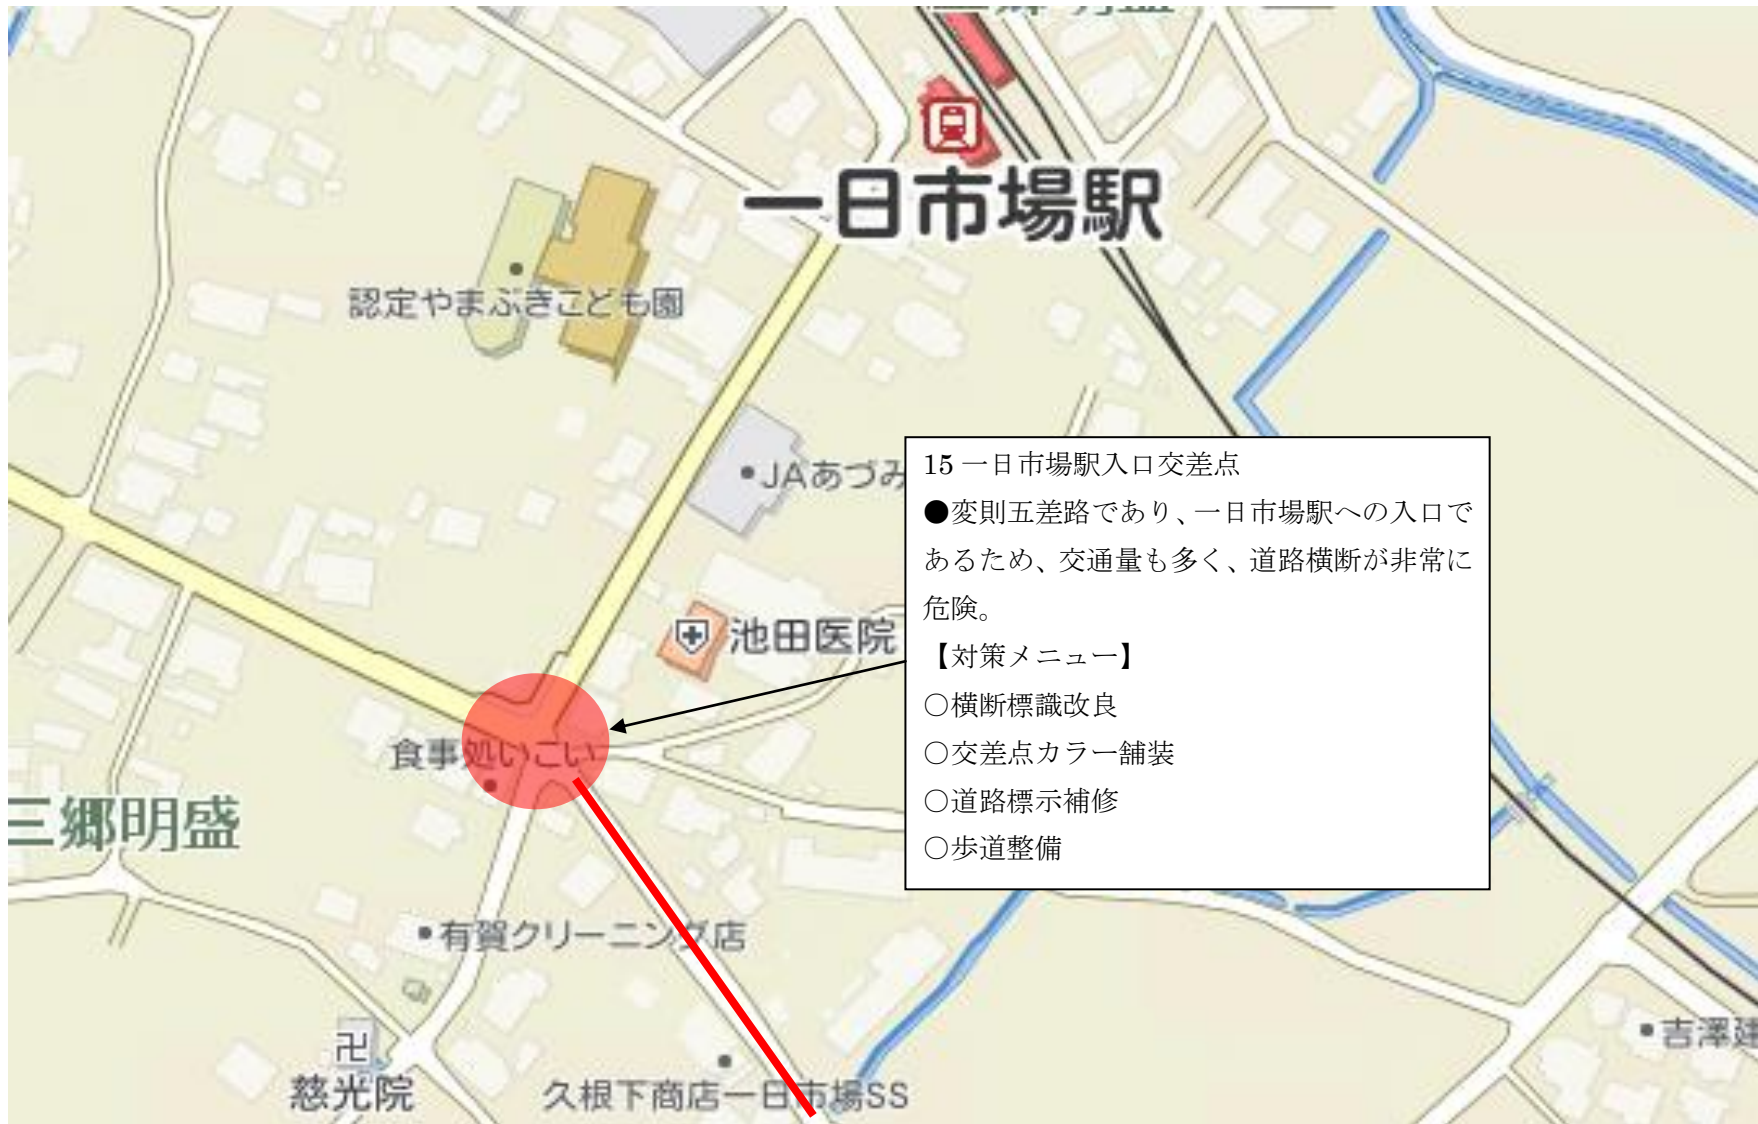 三郷明盛
一日市場駅
認定やまぶきこども園
JAあづみ
15 一日市場駅入口交差点
●変則五差路であり、一日市場駅への入口で
あるため、交通量も多く、道路横断が非常に
危険。
【対策メニュー】
○横断標識改良
○交差点カラー舗装
○道路標示補修
○歩道整備
池田医院
食事処いこい
三郷明盛
有賀クリーニング店
卍
慈光院
久根下商店一日市場SS
吉澤建